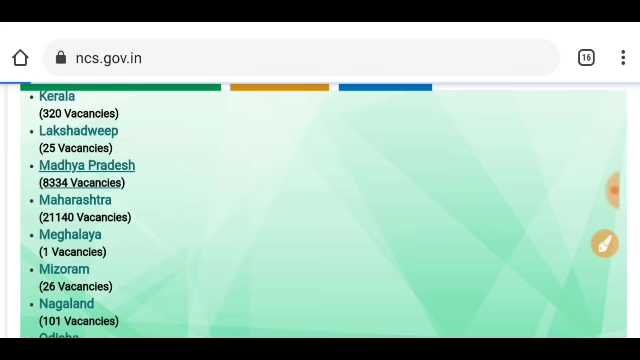 ncs.gov.in
16
Kerala
(320 Vacancies)
Lakshadweep
(25 Vacancies)
Madhya Pradesh
(8334 Vacancies)
Maharashtra
(21140 Vacancies)
Meghalaya
(1 Vacancies)
Mizoram
(26 Vacancies)
Nagaland
(101 Vacancies)
Odisha